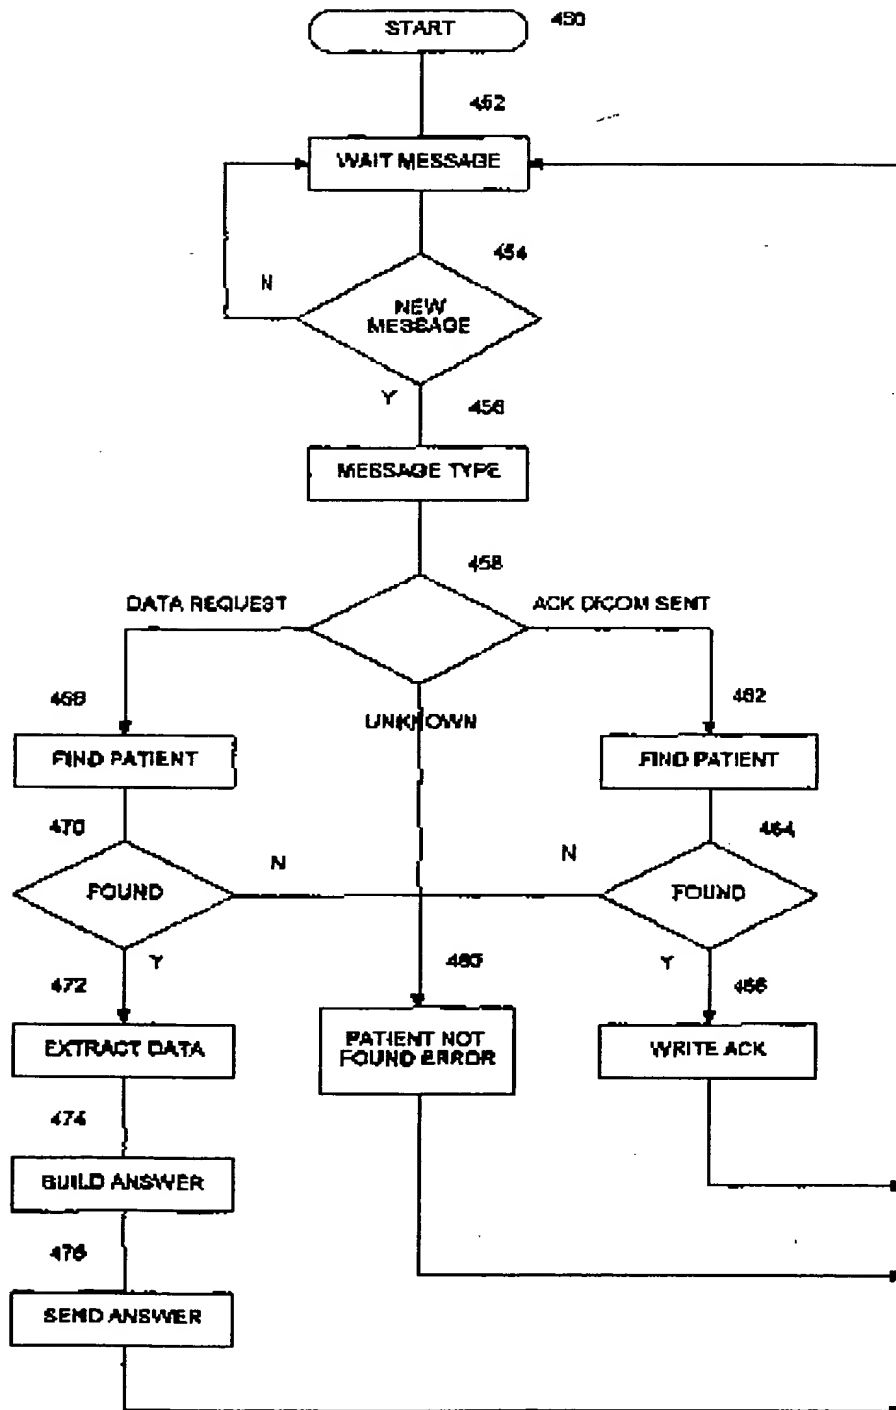 START
450
452
WAIT MESSAGE
454
N
NEW
MESSAGE
Y
456
MESSAGE TYPE
458
DATA REQUEST
ACK DICOM SENT
468
UNKNOWN
462
FIND PATIENT
FIND PATIENT
470
464
FOUND
N
N
FOUND
Y
460
Y
466
472
EXTRACT DATA
PATIENT NOT
FOUND ERROR
WRITE ACK
474
BUILD ANSWER
476
SEND ANSWER